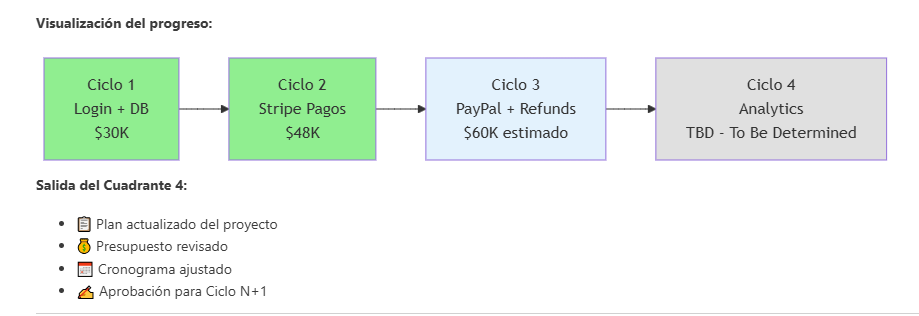 Visualización del progreso:
Ciclo 1
Login + DB
$30K
Ciclo 2
Stripe Pagos
$48K
Ciclo 3
PayPal + Refunds
$60K estimado
Ciclo 4
Analytics
TBD - To Be Determined
Salida del Cuadrante 4:
• 📋 Plan actualizado del proyecto
• 💰 Presupuesto revisado
• 📅 Cronograma ajustado
• ✍️ Aprobación para Ciclo N+1